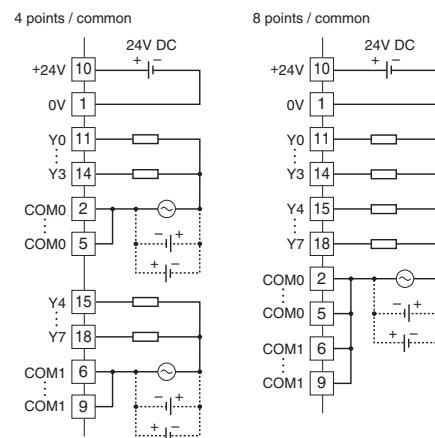 4 points / common
24V DC
+ −
+24V 10
0V 1
Y0 11
Y3 14
COM0 2
COM0 5
− +
+ −
Y4 15
Y7 18
COM1 6
COM1 9
− +
+ −
8 points / common
24V DC
+ −
+24V 10
0V 1
Y0 11
Y3 14
Y4 15
Y7 18
COM0 2
COM0 5
− +
COM1 6
+ −
COM1 9